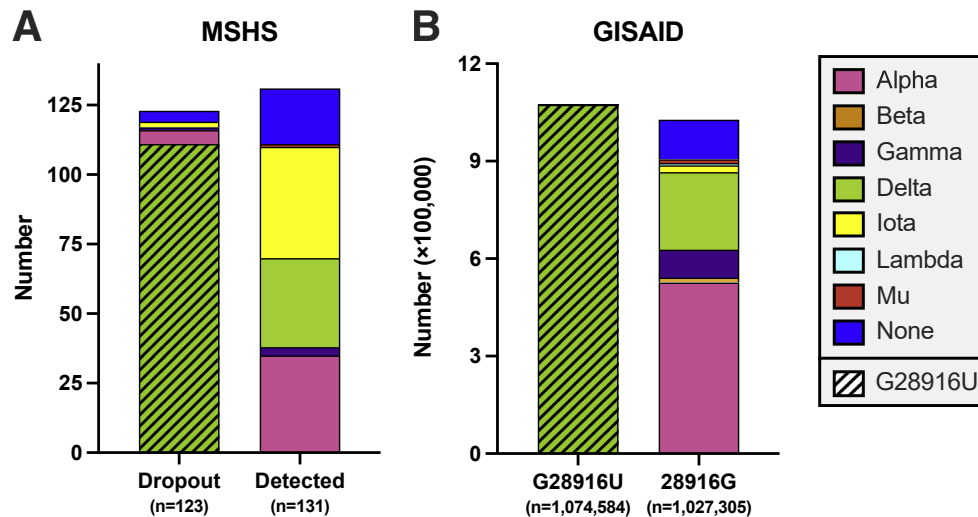 A
MSHS
Number
125
100
75
50
25
0
Dropout
(n=123)
Detected
(n=131)
B
GISAID
Number (×100,000)
12
9
6
3
0
G28916U
(n=1,074,584)
28916G
(n=1,027,305)
Alpha
Beta
Gamma
Delta
Iota
Lambda
Mu
None
G28916U